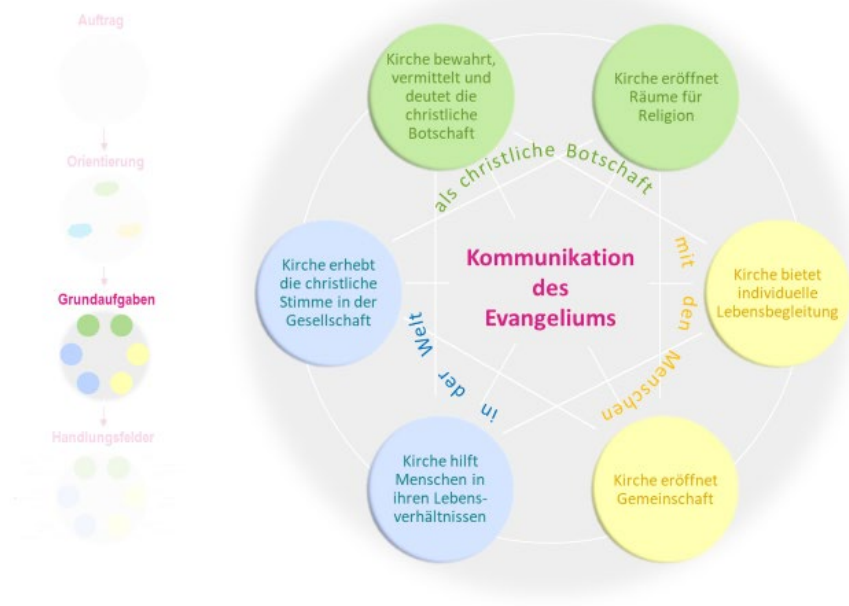 Auftrag
Orientierung
Grundaufgaben
Handlungsfelder
Kirche bewahrt,
vermittelt und
deutet die
christliche
Botschaft
Kirche eröffnet
Räume für
Religion
als christliche Botschaft
Kirche erhebt
die christliche
Stimme in der
Gesellschaft
Kommunikation
des
Evangeliums
mit den Menschen
Kirche bietet
individuelle
Lebensbegleitung
in der Welt
Kirche hilft
Menschen in
ihren Lebens-
verhältnissen
Kirche eröffnet
Gemeinschaft